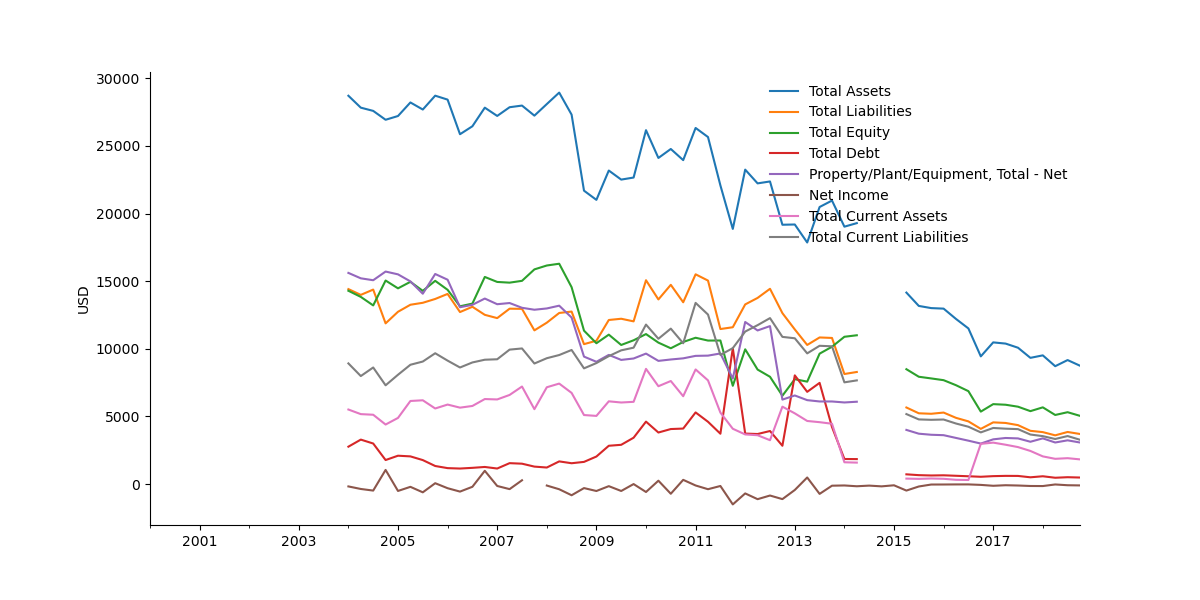 30000
25000
20000
15000
10000
5000
0
USD
Total Assets
Total Liabilities
Total Equity
Total Debt
Property/Plant/Equipment, Total - Net
Net Income
Total Current Assets
Total Current Liabilities
2001 2003 2005 2007 2009 2011 2013 2015 2017